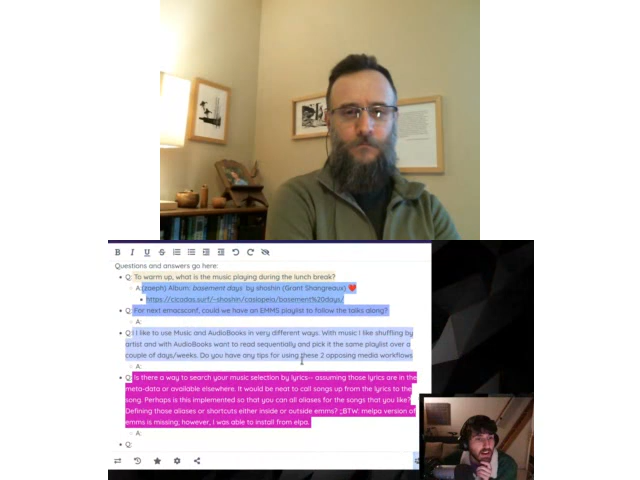 B I U S
Questions and answers go here:
Q: To warm up, what is the music playing during the lunch break?
A:(zaeph) Album: basement days by shoshin (Grant Shangreaux) ❤️
https://cicadas.surf/~shoshin/casiopeia/basement%20days/
Q: For next emacsconf, could we have an EMMS playlist to follow the talks along?
A:
Q: I like to use Music and AudioBooks in very different ways. With music I like shuffling by
artist and with AudioBooks want to read sequentially and pick it the same playlist over a
couple of days/weeks. Do you have any tips for using these 2 opposing media workflows
A:
Q: Is there a way to search your music selection by lyrics-- assuming those lyrics are in the
meta-data or available elsewhere. It would be neat to call songs up from the lyrics to the
song. Perhaps is this implemented so that you can all aliases for the songs that you like?
Defining those aliases or shortcuts either inside or outside emms? ;;BTW: melpa version of
emms is missing; however, I was able to install from elpa.
A:
Q: